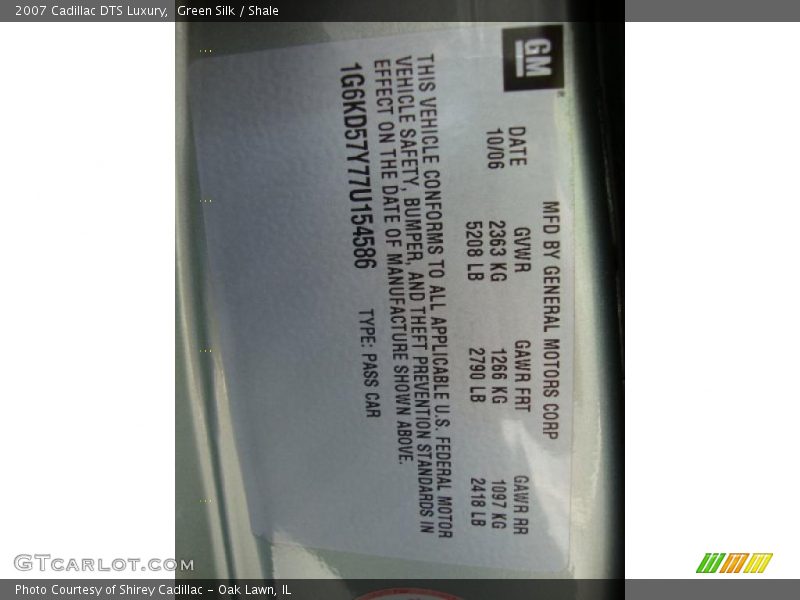 2007 Cadillac DTS Luxury, Green Silk / Shale
GM
MFD BY GENERAL MOTORS CORP
DATE GVWR GAWR FRT GAWR RR
10/06 2363 KG 1266 KG 1097 KG
5208 LB 2790 LB 2418 LB
THIS VEHICLE CONFORMS TO ALL APPLICABLE U.S. FEDERAL MOTOR
VEHICLE SAFETY, BUMPER, AND THEFT PREVENTION STANDARDS IN
EFFECT ON THE DATE OF MANUFACTURE SHOWN ABOVE.
1G6KD57Y77U154586 TYPE: PASS CAR
GTCARLOT.COM
Photo Courtesy of Shirey Cadillac - Oak Lawn, IL